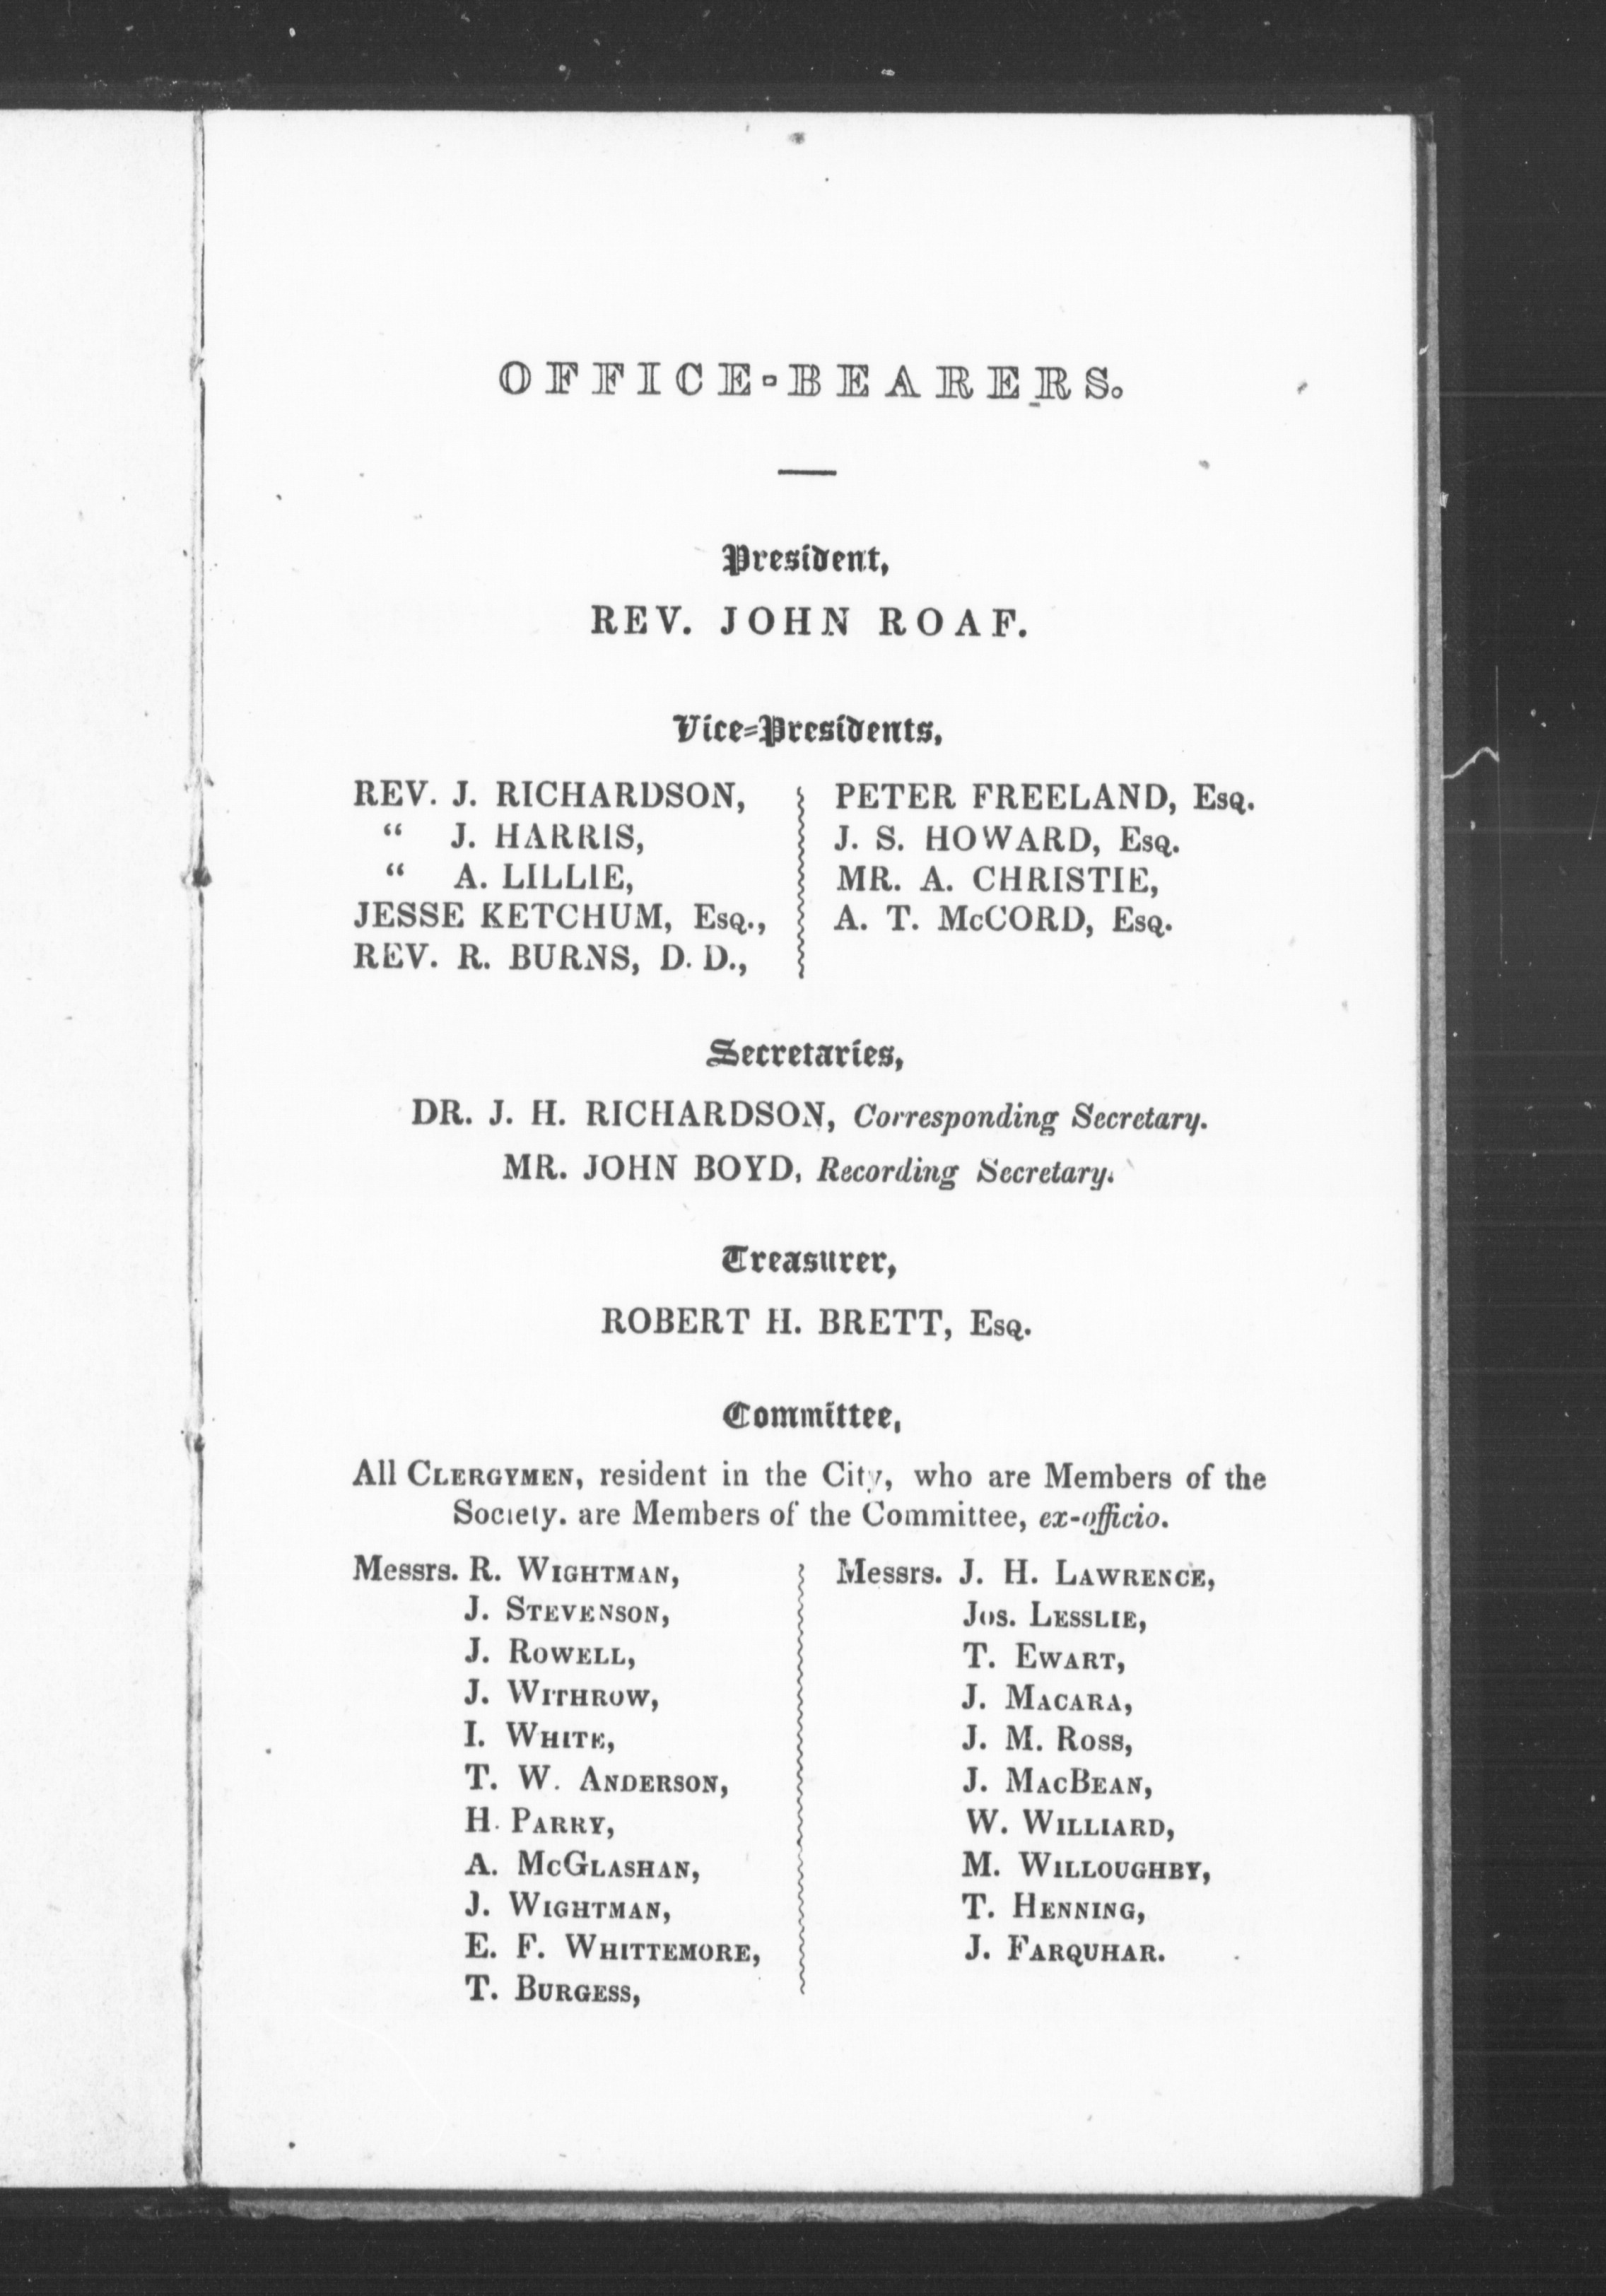 OFFICE-BEARERS.
President,
REV. JOHN ROAF.
Vice-Presidents,
REV. J. RICHARDSON,
“ J. HARRIS,
“ A. LILLIE,
JESSE KETCHUM, Esq.,
REV. R. BURNS, D. D.,
PETER FREELAND, Esq.
J. S. HOWARD, Esq.
MR. A. CHRISTIE,
A. T. McCORD, Esq.
Secretaries,
DR. J. H. RICHARDSON, Corresponding Secretary.
MR. JOHN BOYD, Recording Secretary.
Treasurer,
ROBERT H. BRETT, Esq.
Committee,
All CLERGYMEN, resident in the City, who are Members of the
Society. are Members of the Committee, ex-officio.
Messrs. R. WIGHTMAN,
J. STEVENSON,
J. ROWELL,
J. WITHROW,
I. WHITE,
T. W. ANDERSON,
H. PARRY,
A. McGLASHAN,
J. WIGHTMAN,
E. F. WHITTEMORE,
T. BURGESS,
Messrs. J. H. LAWRENCE,
Jos. LESSLIE,
T. EWART,
J. MACARA,
J. M. ROSS,
J. MACBEAN,
W. WILLIARD,
M. WILLOUGHBY,
T. HENNING,
J. FARQUHAR.